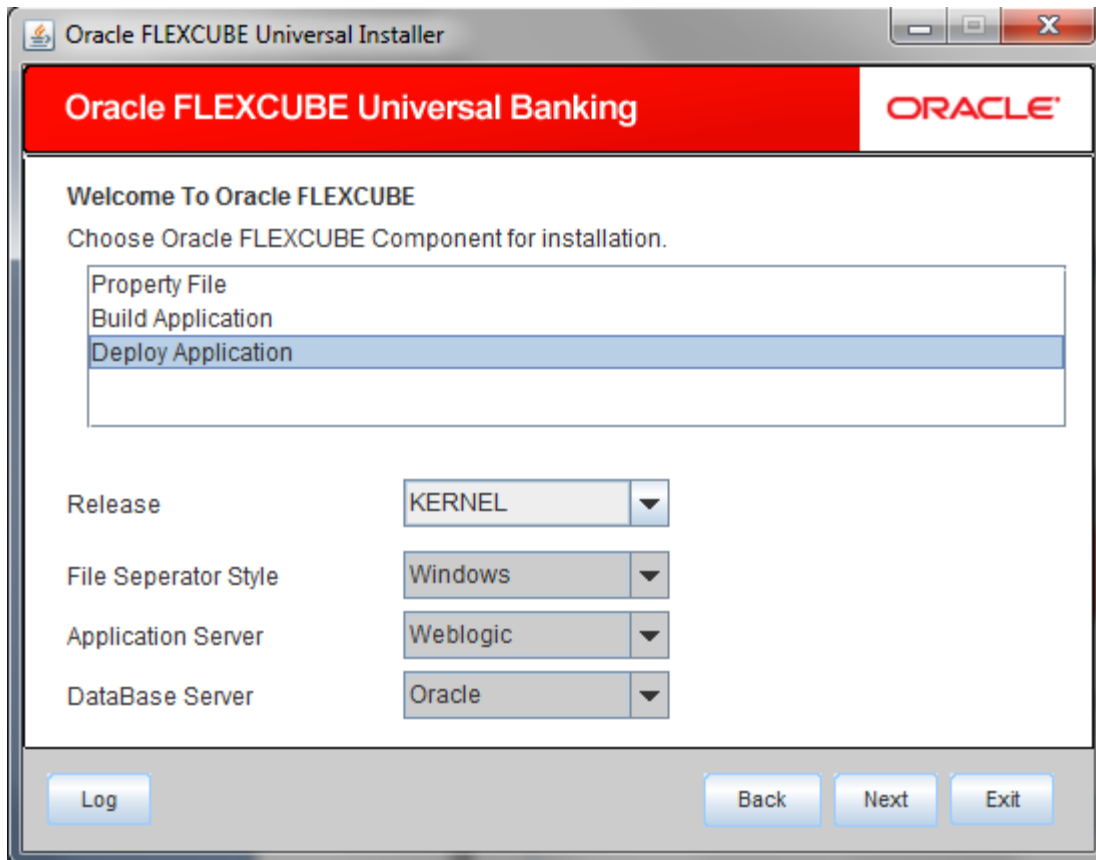 Oracle FLEXCUBE Universal Installer
Oracle FLEXCUBE Universal Banking
ORACLE
Welcome To Oracle FLEXCUBE
Choose Oracle FLEXCUBE Component for installation.
Property File
Build Application
Deploy Application
Release KERNEL
File Seperator Style Windows
Application Server Weblogic
DataBase Server Oracle
Log Back Next Exit